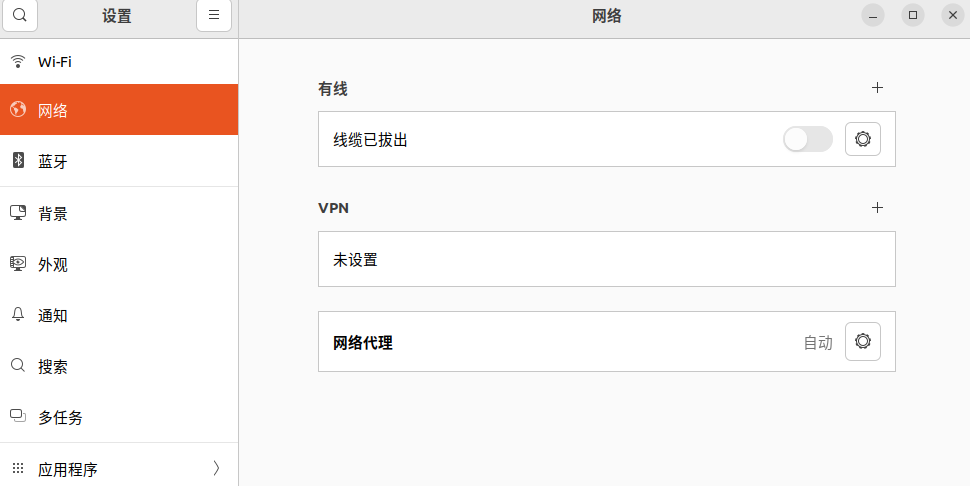 设置
网络
Wi-Fi
网络
蓝牙
背景
外观
通知
搜索
多任务
应用程序
有线
线缆已拔出
VPN
未设置
网络代理
自动